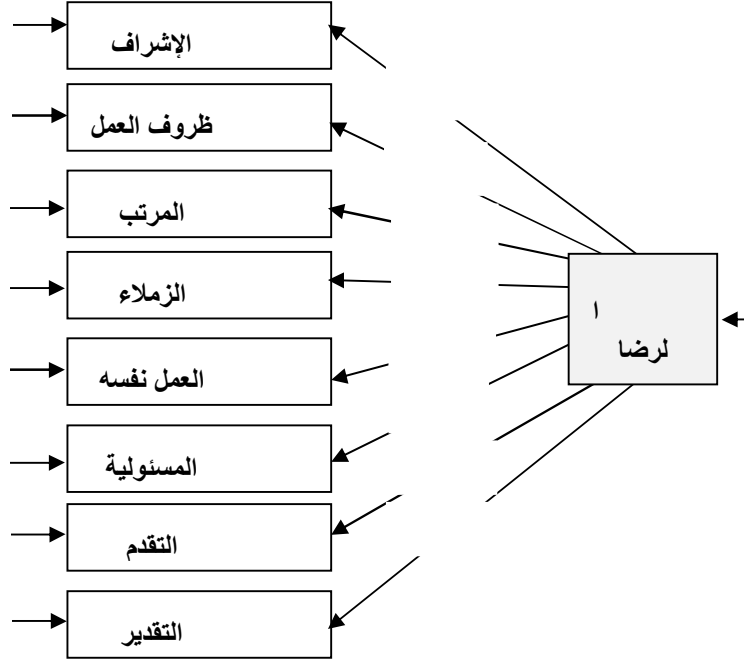 الإشراف
ظروف العمل
المرتب
الزملاء
العمل نفسه
المسئولية
التقدم
التقدير
ا
لرضا